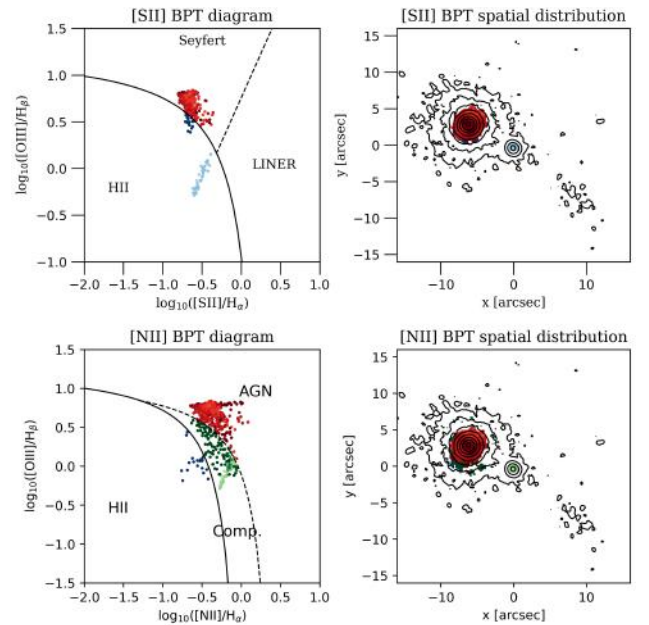 [SII] BPT diagram
Seyfert
1.5
1.0
0.5
0.0
−0.5
−1.0
log₁₀([OIII]/Hβ)
HII
LINER
−2.0 −1.5 −1.0 −0.5 0.0 0.5 1.0
log₁₀([SII]/Hα)
[SII] BPT spatial distribution
15
10
5
0
−5
−10
−15
y [arcsec]
−10 0 10
x [arcsec]
[NII] BPT diagram
1.5
1.0
0.5
0.0
−0.5
−1.0
−1.5
log₁₀([OIII]/Hβ)
AGN
HII
Comp.
−2.0 −1.5 −1.0 −0.5 0.0 0.5 1.0
log₁₀([NII]/Hα)
[NII] BPT spatial distribution
15
10
5
0
−5
−10
−15
y [arcsec]
−10 0 10
x [arcsec]